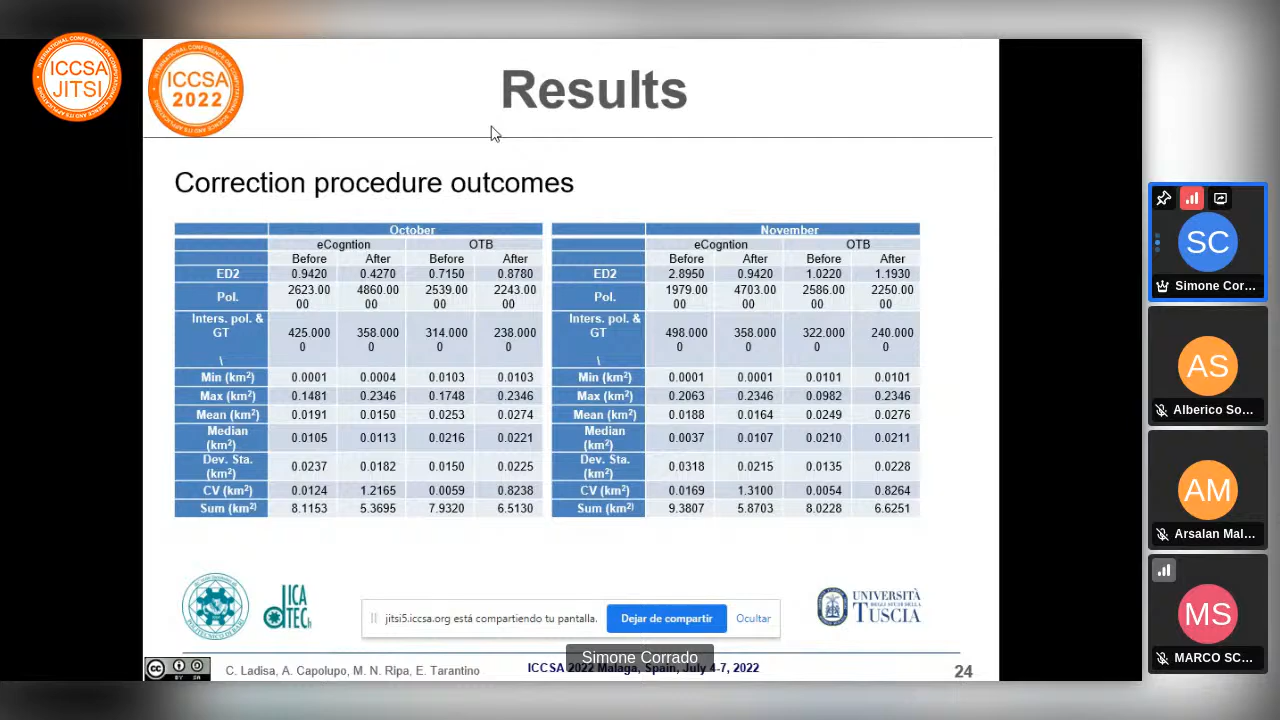 ICCSA
JITSI
ICCSA
2022
Results
Correction procedure outcomes
October
eCogntion OTB
Before After Before After
ED2 0.9420 0.4270 0.7150 0.8780
Pol. 2623.00 4860.00 2539.00 2243.00
00 00 00 00
Inters. pol. &
GT 425.000 358.000 314.000 238.000
0 0 0 0
\
Min (km²) 0.0001 0.0004 0.0103 0.0103
Max (km²) 0.1481 0.2346 0.1748 0.2346
Mean (km²) 0.0191 0.0150 0.0253 0.0274
Median
(km²) 0.0105 0.0113 0.0216 0.0221
Dev. Sta.
(km²) 0.0237 0.0182 0.0150 0.0225
CV (km²) 0.0124 1.2165 0.0059 0.8238
Sum (km²) 8.1153 5.3695 7.9320 6.5130
November
eCogntion OTB
Before After Before After
ED2 2.8950 0.9420 1.0220 1.1930
Pol. 1979.00 4703.00 2586.00 2250.00
00 00 00 00
Inters. pol. &
GT 498.000 358.000 322.000 240.000
0 0 0 0
\
Min (km²) 0.0001 0.0001 0.0101 0.0101
Max (km²) 0.2063 0.2346 0.0982 0.2346
Mean (km²) 0.0188 0.0164 0.0249 0.0276
Median
(km²) 0.0037 0.0107 0.0210 0.0211
Dev. Sta.
(km²) 0.0318 0.0215 0.0135 0.0228
CV (km²) 0.0169 1.3100 0.0054 0.8264
Sum (km²) 9.3807 5.8703 8.0228 6.6251
LICA
TECh
jitsi5.iccsa.org está compartiendo tu pantalla. Dejar de compartir Ocultar
UNIVERSITÀ
DEGLI STUDI DELLA
TUSCIA
Simone Corrado
cc BY SA
C. Ladisa, A. Capolupo, M. N. Ripa, E. Tarantino
ICCSA 2022 Malaga, Spain, July 4-7, 2022
24
SC
Simone Cor...
AS
Alberico So...
AM
Arsalan Mal...
MS
MARCO SC...